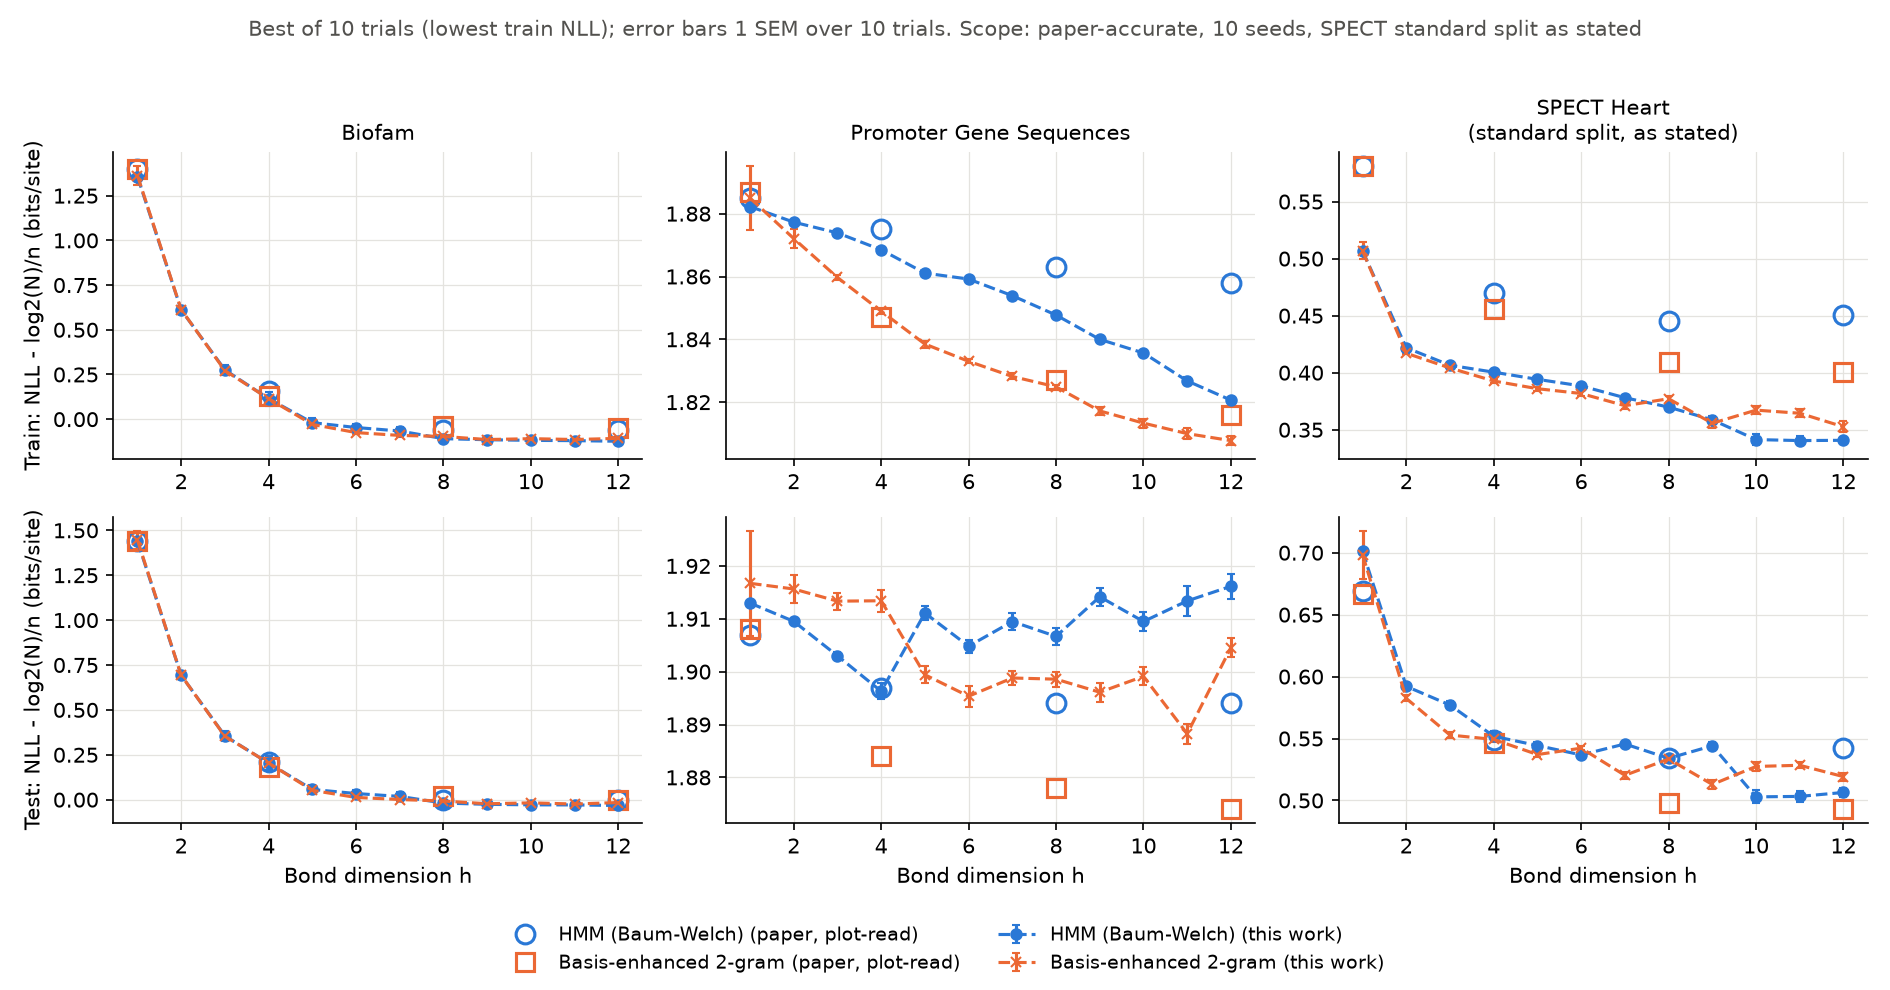 Best of 10 trials (lowest train NLL); error bars 1 SEM over 10 trials. Scope: paper-accurate, 10 seeds, SPECT standard split as stated
Biofam
Promoter Gene Sequences
SPECT Heart
(standard split, as stated)
Train: NLL - log2(N)/n (bits/site)
1.25
1.00
0.75
0.50
0.25
0.00
2 4 6 8 10 12
1.88
1.86
1.84
1.82
2 4 6 8 10 12
0.55
0.50
0.45
0.40
0.35
2 4 6 8 10 12
Test: NLL - log2(N)/n (bits/site)
1.50
1.25
1.00
0.75
0.50
0.25
0.00
2 4 6 8 10 12
Bond dimension h
1.92
1.91
1.90
1.89
1.88
2 4 6 8 10 12
Bond dimension h
0.70
0.65
0.60
0.55
0.50
2 4 6 8 10 12
Bond dimension h
HMM (Baum-Welch) (paper, plot-read)
Basis-enhanced 2-gram (paper, plot-read)
HMM (Baum-Welch) (this work)
Basis-enhanced 2-gram (this work)